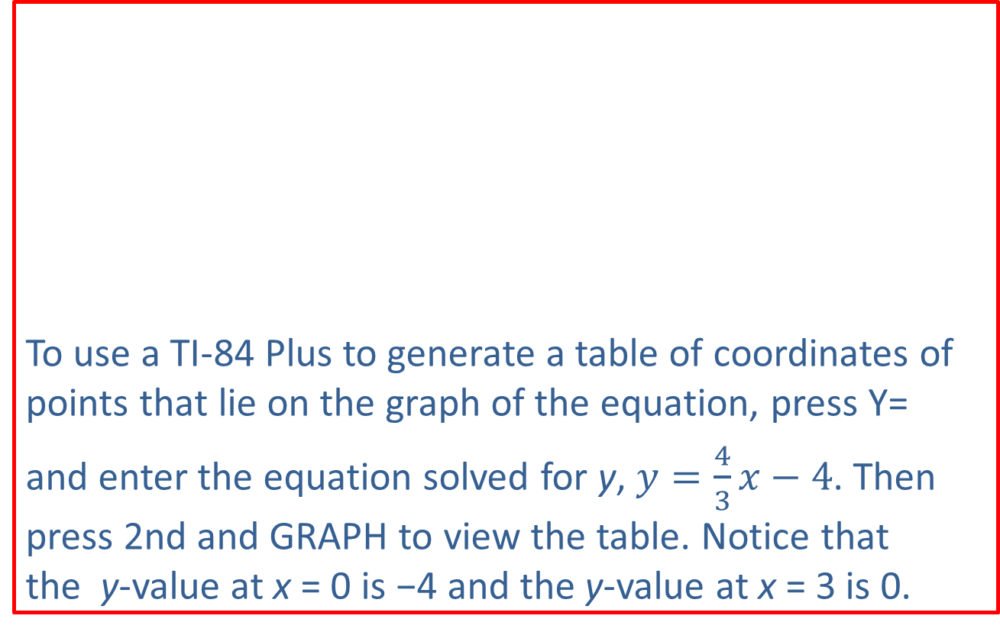 To use a TI-84 Plus to generate a table of coordinates of
points that lie on the graph of the equation, press Y=
and enter the equation solved for y, y = 4/3 x − 4. Then
press 2nd and GRAPH to view the table. Notice that
the y-value at x = 0 is −4 and the y-value at x = 3 is 0.